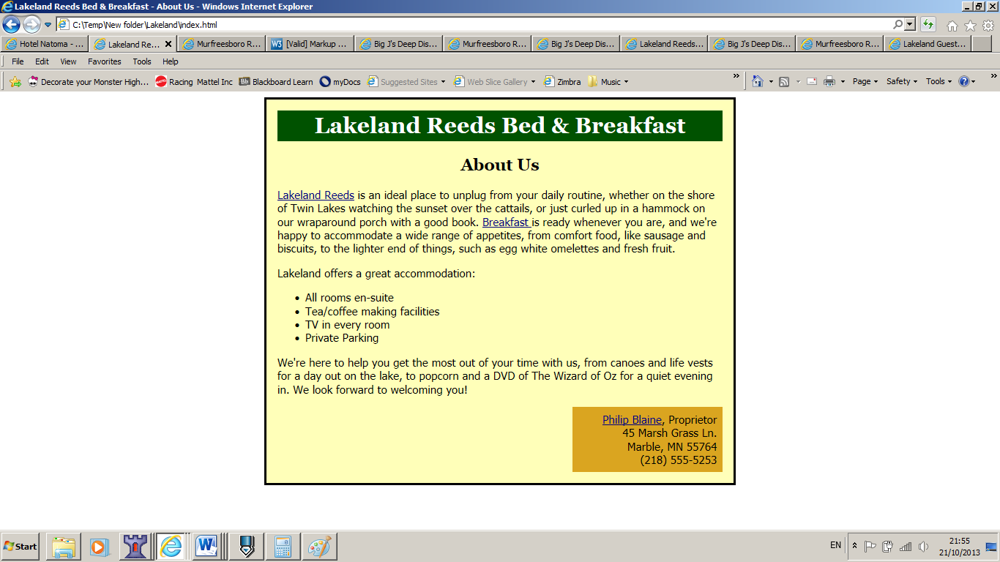 Lakeland Reeds Bed & Breakfast - About Us - Windows Internet Explorer
C:\Temp\New folder\Lakeland\index.html
Hotel Natoma - ... Lakeland Re... Murfreesboro R... [Valid] Markup ... Big J's Deep Dis... Murfreesboro R... Big J's Deep Dis... Lakeland Reeds... Big J's Deep Dis... Murfreesboro R... Lakeland Guest...
File Edit View Favorites Tools Help
Decorate your Monster High... Racing Mattel Inc Bb Blackboard Learn myDocs Suggested Sites Web Slice Gallery Zimbra Music Page Safety Tools
Lakeland Reeds Bed & Breakfast
About Us
Lakeland Reeds is an ideal place to unplug from your daily routine, whether on the shore
of Twin Lakes watching the sunset over the cattails, or just curled up in a hammock on
our wraparound porch with a good book. Breakfast is ready whenever you are, and we're
happy to accommodate a wide range of appetites, from comfort food, like sausage and
biscuits, to the lighter end of things, such as egg white omelettes and fresh fruit.
Lakeland offers a great accommodation:
• All rooms en-suite
• Tea/coffee making facilities
• TV in every room
• Private Parking
We're here to help you get the most out of your time with us, from canoes and life vests
for a day out on the lake, to popcorn and a DVD of The Wizard of Oz for a quiet evening
in. We look forward to welcoming you!
Philip Blaine, Proprietor
45 Marsh Grass Ln.
Marble, MN 55764
(218) 555-5253
Start EN 21:55
21/10/2013